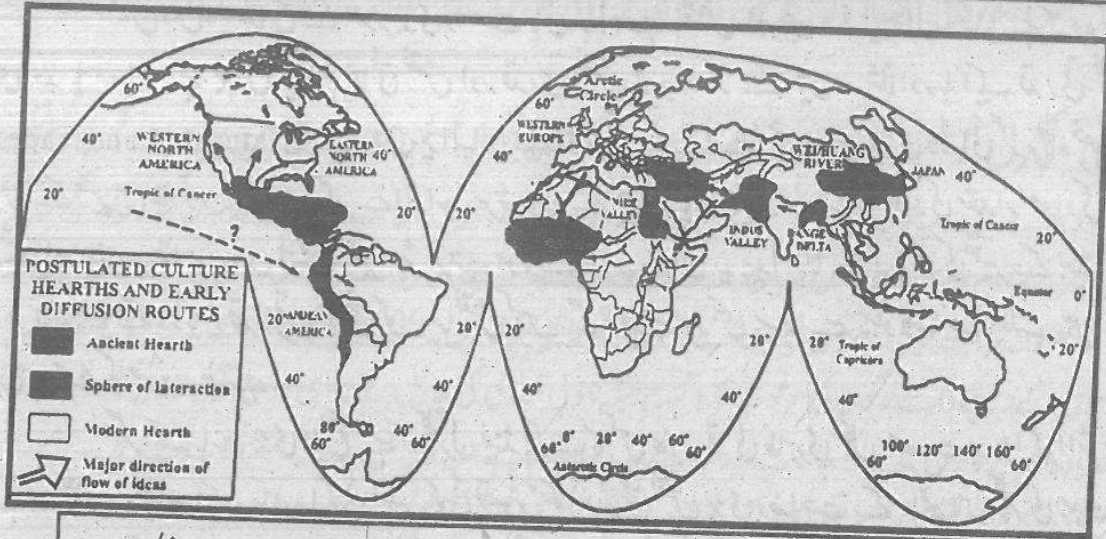 Arctic
Circle
60°
60°
40°
40°
WESTERN
EUROPE
WESTERN
NORTH
AMERICA
EASTERN
NORTH
AMERICA
40°
WEI/HUANG
RIVER
JAPAN
40°
20°
Tropic of Cancer
20°
20°
NILE
VALLEY
INDUS
VALLEY
DELTA
Tropic of Cancer
20°
?
Equator
0°
POSTULATED CULTURE
HEARTHS AND EARLY
DIFFUSION ROUTES
Ancient Hearth
Sphere of Interaction
Modern Hearth
Major direction of
flow of ideas
20°
ANDEAN
AMERICA
20°
20°
20°
20°
Tropic of
Capricorn
20°
40°
40°
40°
40°
40°
80°
40°
60°
60°
60°
0°
20°
40°
60°
60°
Antarctic Circle
100°
120°
140°
160°
60°
60°